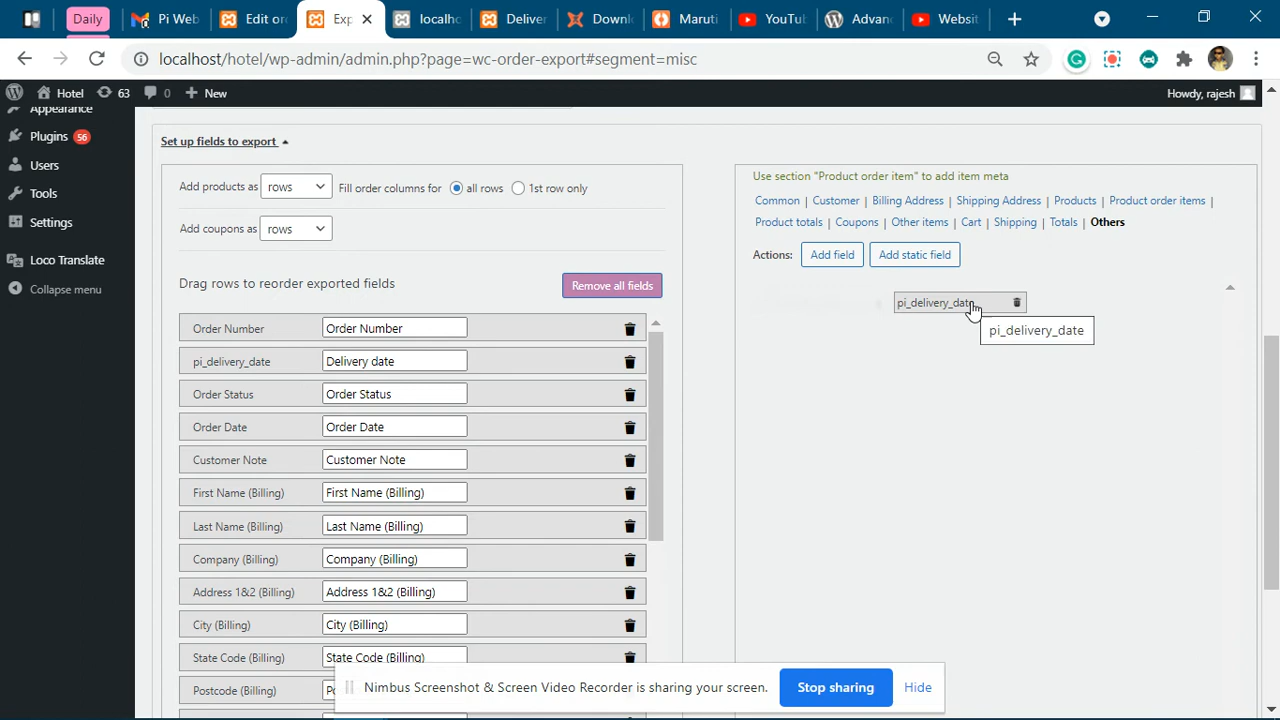 Daily
Pi Web
Edit or
Exp
localho
Deliver
Downl
Maruti
YouTU
Advan
Websit
localhost/hotel/wp-admin/admin.php?page=wc-order-export#segment=misc
Hotel 63 0 New
Howdy, rajesh
Appearance
Plugins 56
Users
Tools
Settings
Loco Translate
Collapse menu
Set up fields to export
Add products as rows Fill order columns for all rows 1st row only
Add coupons as rows
Drag rows to reorder exported fields Remove all fields
Order Number Order Number
pi_delivery_date Delivery date
Order Status Order Status
Order Date Order Date
Customer Note Customer Note
First Name (Billing) First Name (Billing)
Last Name (Billing) Last Name (Billing)
Company (Billing) Company (Billing)
Address 1&2 (Billing) Address 1&2 (Billing)
City (Billing) City (Billing)
State Code (Billing) State Code (Billing)
Postcode (Billing)
Use section "Product order item" to add item meta
Common | Customer | Billing Address | Shipping Address | Products | Product order items |
Product totals | Coupons | Other items | Cart | Shipping | Totals | Others
Actions: Add field Add static field
pi_delivery_date
pi_delivery_date
Nimbus Screenshot & Screen Video Recorder is sharing your screen. Stop sharing Hide